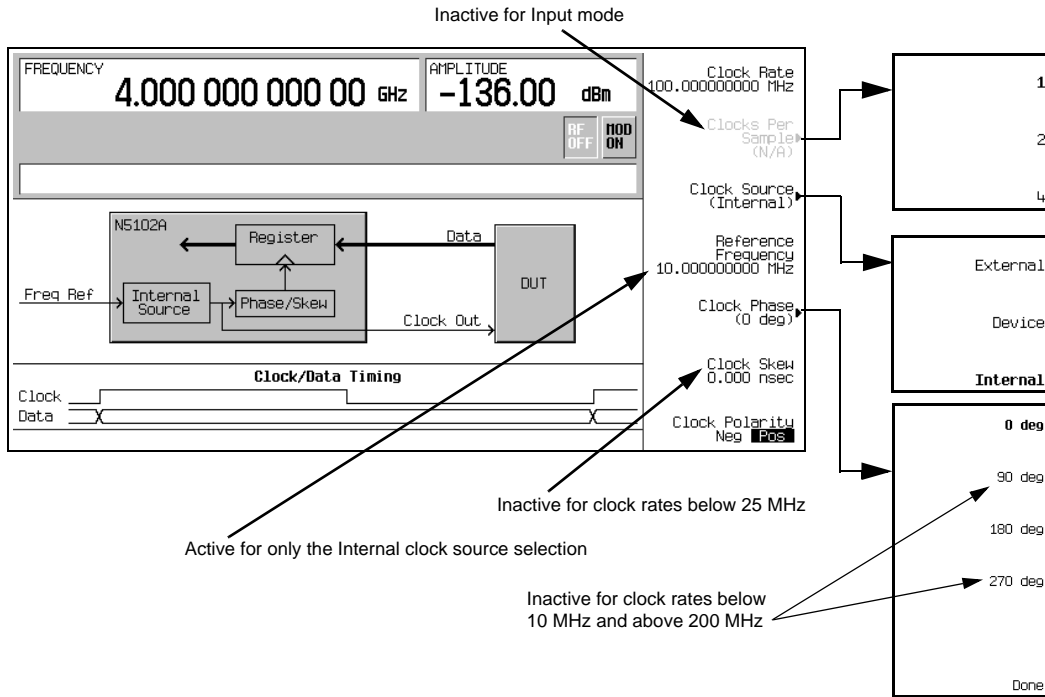 Inactive for Input mode
FREQUENCY
4.000 000 000 00 GHz
AMPLITUDE
-136.00 dBm
RF
OFF
MOD
ON
Clock Rate
100.000000000 MHz
Clocks Per
Sample
(N/A)
Clock Source
(Internal)
Reference
Frequency
10.000000000 MHz
Clock Phase
(0 deg)
Clock Skew
0.000 nsec
Clock Polarity
Neg Pos
N5102A
Register
Data
DUT
Freq Ref
Internal
Source
Phase/Skew
Clock Out
Clock/Data Timing
Clock
Data
1
2
4
External
Device
Internal
0 deg
90 deg
180 deg
270 deg
Done
Inactive for clock rates below 25 MHz
Active for only the Internal clock source selection
Inactive for clock rates below
10 MHz and above 200 MHz